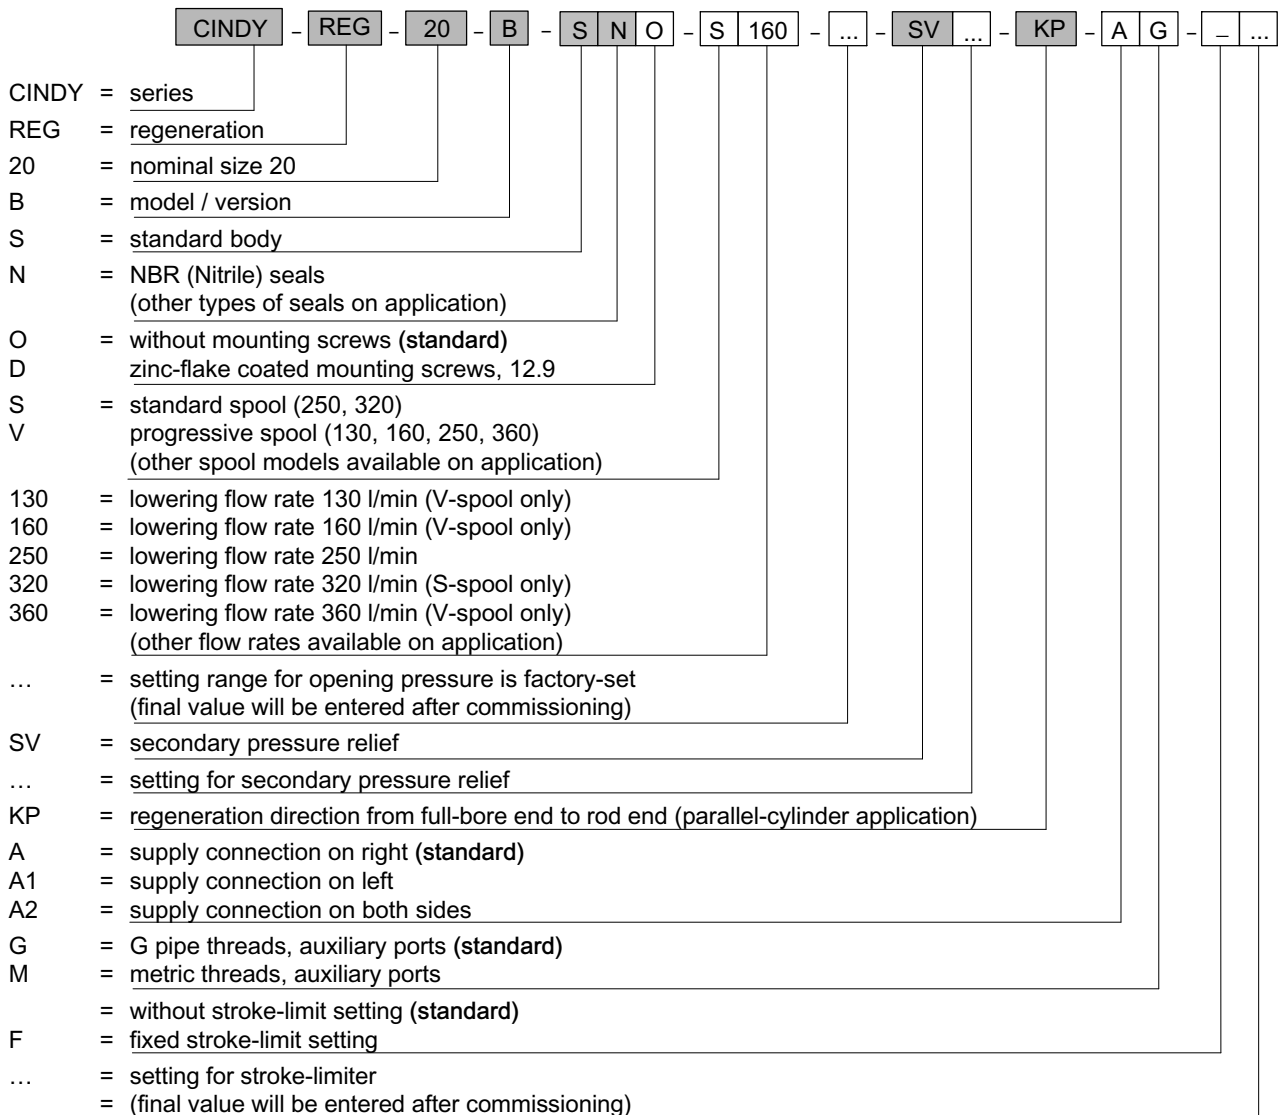 CINDY – REG – 20 – B – S N O – S 160 – ... – SV ... – KP – A G – – ...
CINDY = series
REG = regeneration
20 = nominal size 20
B = model / version
S = standard body
N = NBR (Nitrile) seals
(other types of seals on application)
O = without mounting screws (standard)
D zinc-flake coated mounting screws, 12.9
S = standard spool (250, 320)
V progressive spool (130, 160, 250, 360)
(other spool models available on application)
130 = lowering flow rate 130 l/min (V-spool only)
160 = lowering flow rate 160 l/min (V-spool only)
250 = lowering flow rate 250 l/min
320 = lowering flow rate 320 l/min (S-spool only)
360 = lowering flow rate 360 l/min (V-spool only)
(other flow rates available on application)
… = setting range for opening pressure is factory-set
(final value will be entered after commissioning)
SV = secondary pressure relief
… = setting for secondary pressure relief
KP = regeneration direction from full-bore end to rod end (parallel-cylinder application)
A = supply connection on right (standard)
A1 = supply connection on left
A2 = supply connection on both sides
G = G pipe threads, auxiliary ports (standard)
M = metric threads, auxiliary ports
= without stroke-limit setting (standard)
F = fixed stroke-limit setting
… = setting for stroke-limiter
= (final value will be entered after commissioning)